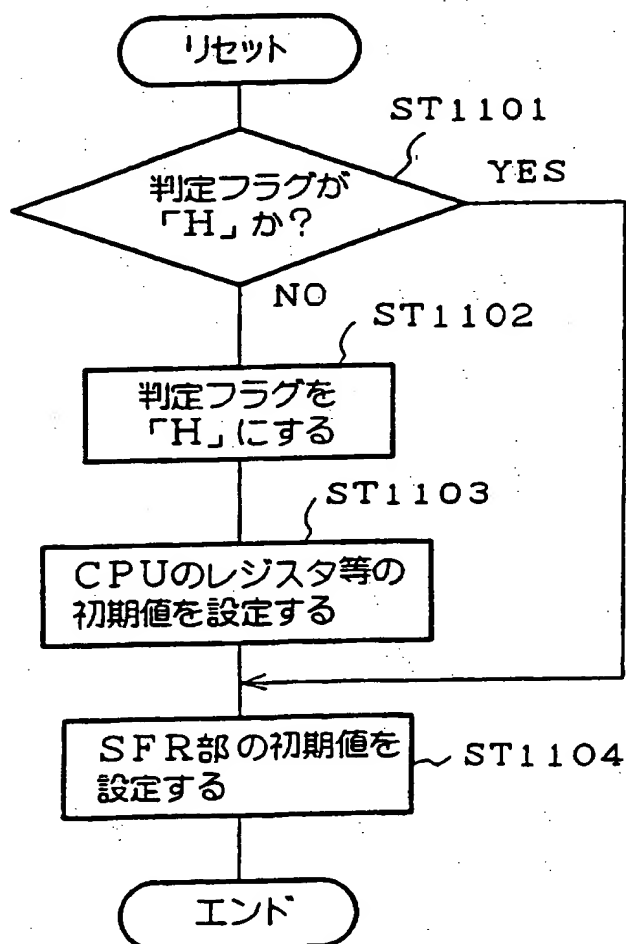 リセット
ST1101
判定フラグが
「H」か?
YES
NO
ST1102
判定フラグを
「H」にする
ST1103
CPUのレジスタ等の
初期値を設定する
SFR部の初期値を
設定する
ST1104
エンド